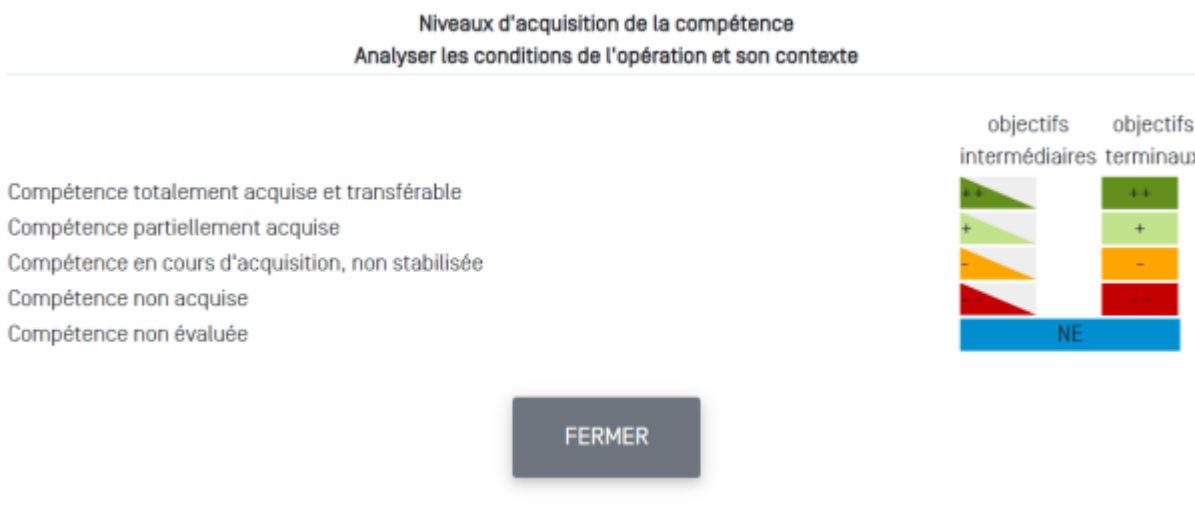 Niveaux d'acquisition de la compétence
Analyser les conditions de l'opération et son contexte
objectifs objectifs
intermédiaires terminaux
Compétence totalement acquise et transférable ++ ++
Compétence partiellement acquise + +
Compétence en cours d'acquisition, non stabilisée - -
Compétence non acquise -- --
Compétence non évaluée NE
FERMER